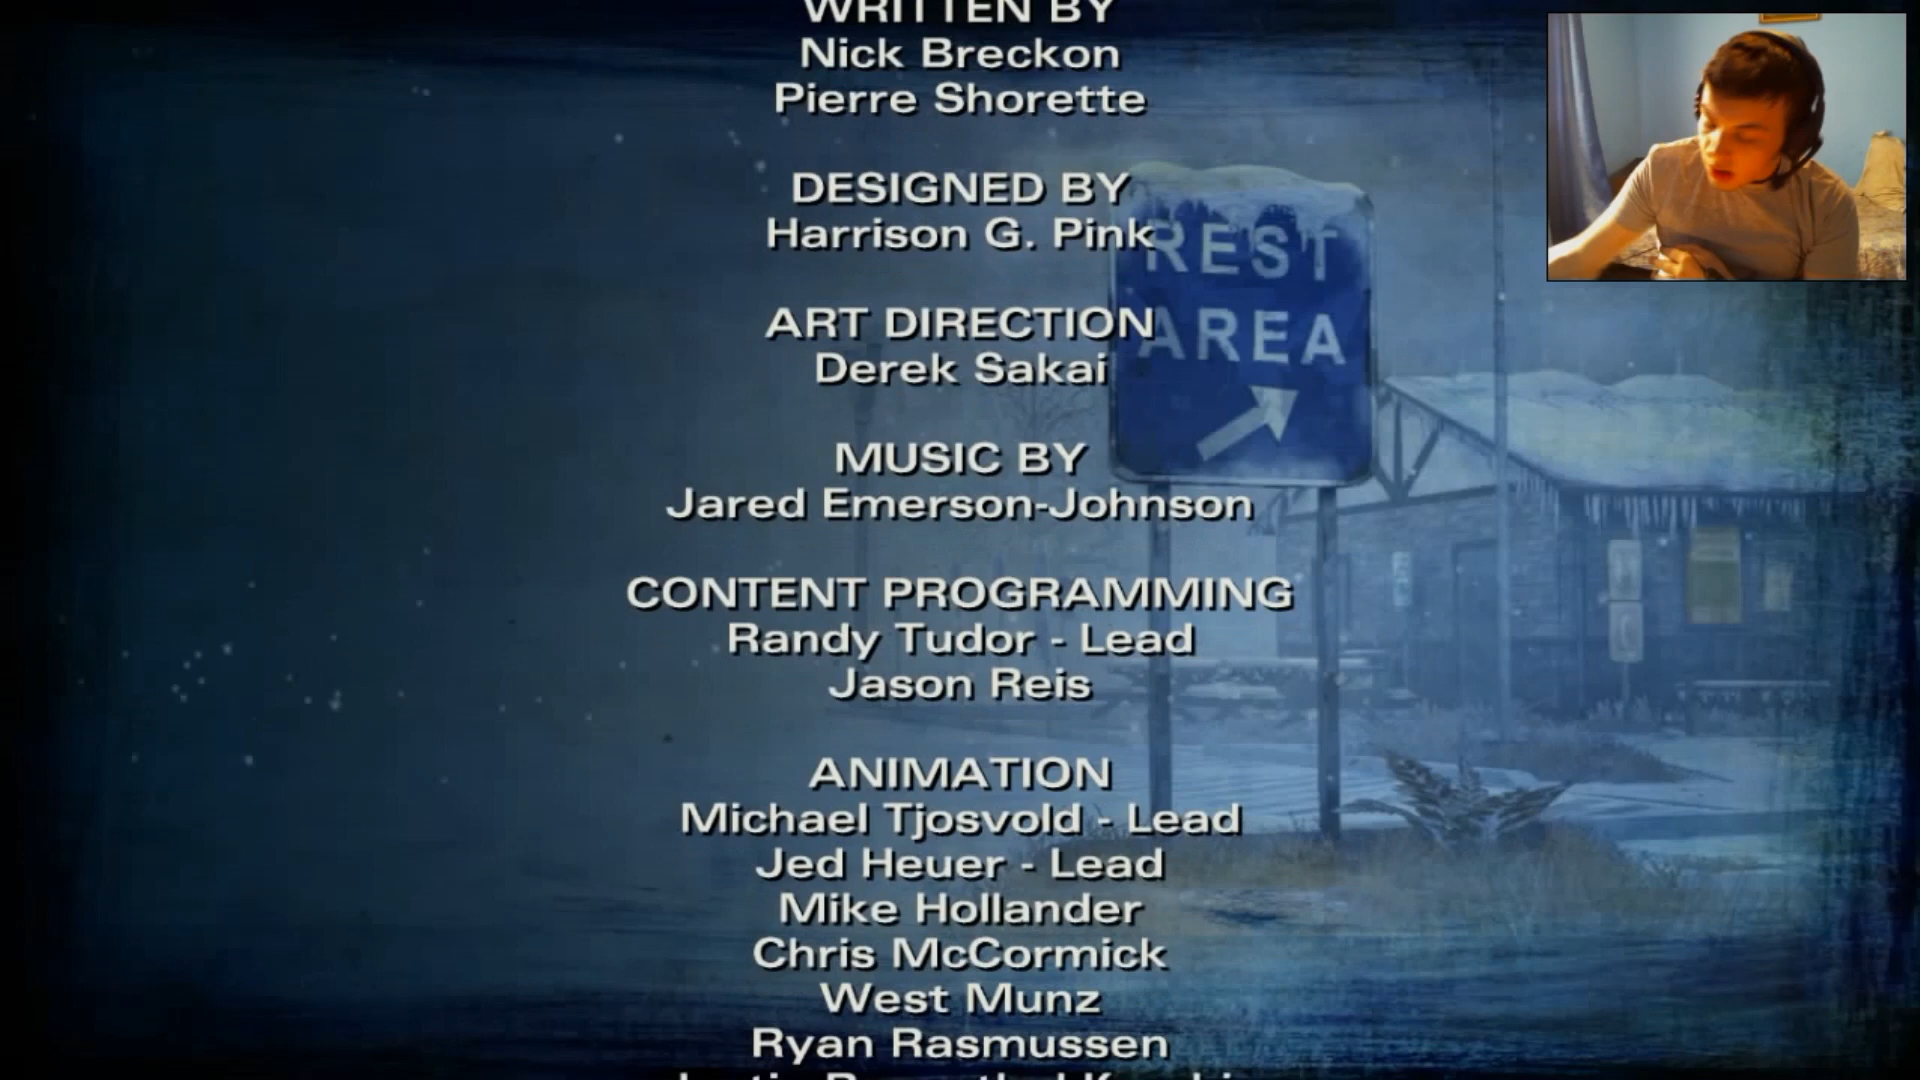 WRITTEN BY
Nick Breckon
Pierre Shorette
DESIGNED BY
Harrison G. Pink
ART DIRECTION
Derek Sakai
MUSIC BY
Jared Emerson-Johnson
CONTENT PROGRAMMING
Randy Tudor - Lead
Jason Reis
ANIMATION
Michael Tjosvold - Lead
Jed Heuer - Lead
Mike Hollander
Chris McCormick
West Munz
Ryan Rasmussen
REST
AREA